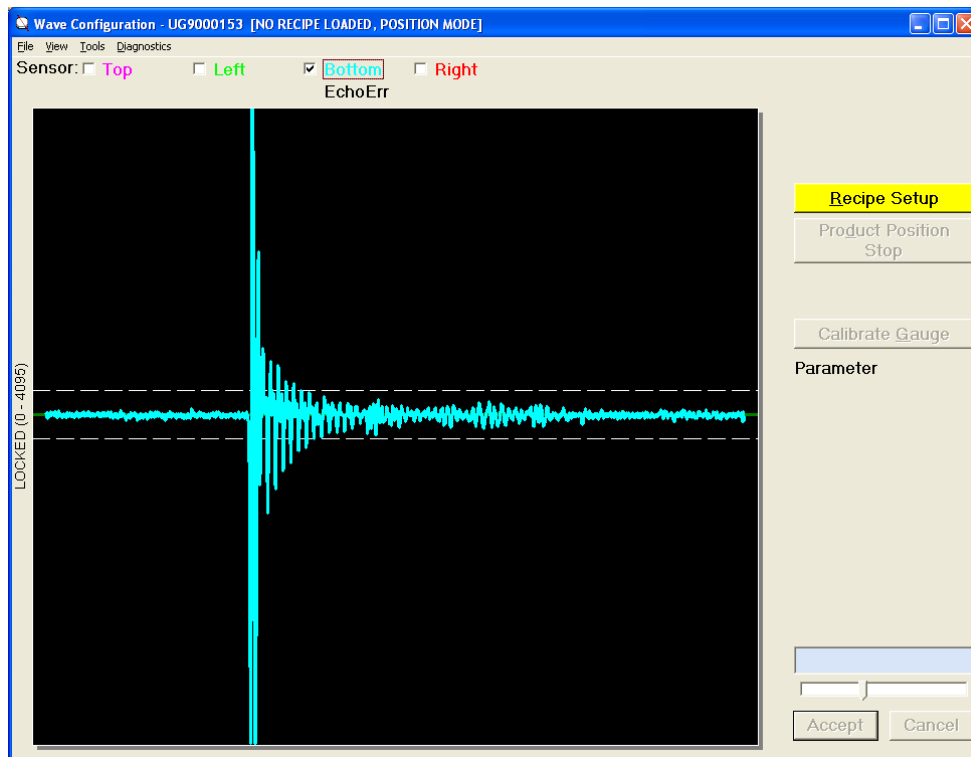 Wave Configuration - UG9000153 [NO RECIPE LOADED, POSITION MODE]
File View Tools Diagnostics
Sensor: Top Left Bottom Right
EchoErr
LOCKED (0 - 4095)
Recipe Setup
Product Position
Stop
Calibrate Gauge
Parameter
Accept Cancel